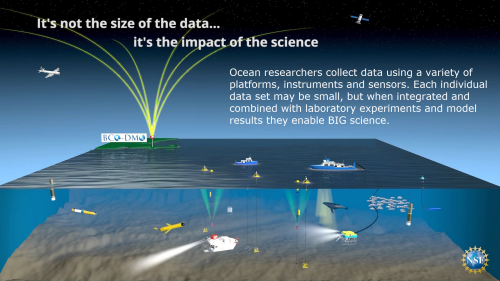 It's not the size of the data...
it's the impact of the science
Ocean researchers collect data using a variety of
platforms, instruments and sensors. Each individual
data set may be small, but when integrated and
combined with laboratory experiments and model
results they enable BIG science.
BCO-DMO
NSF